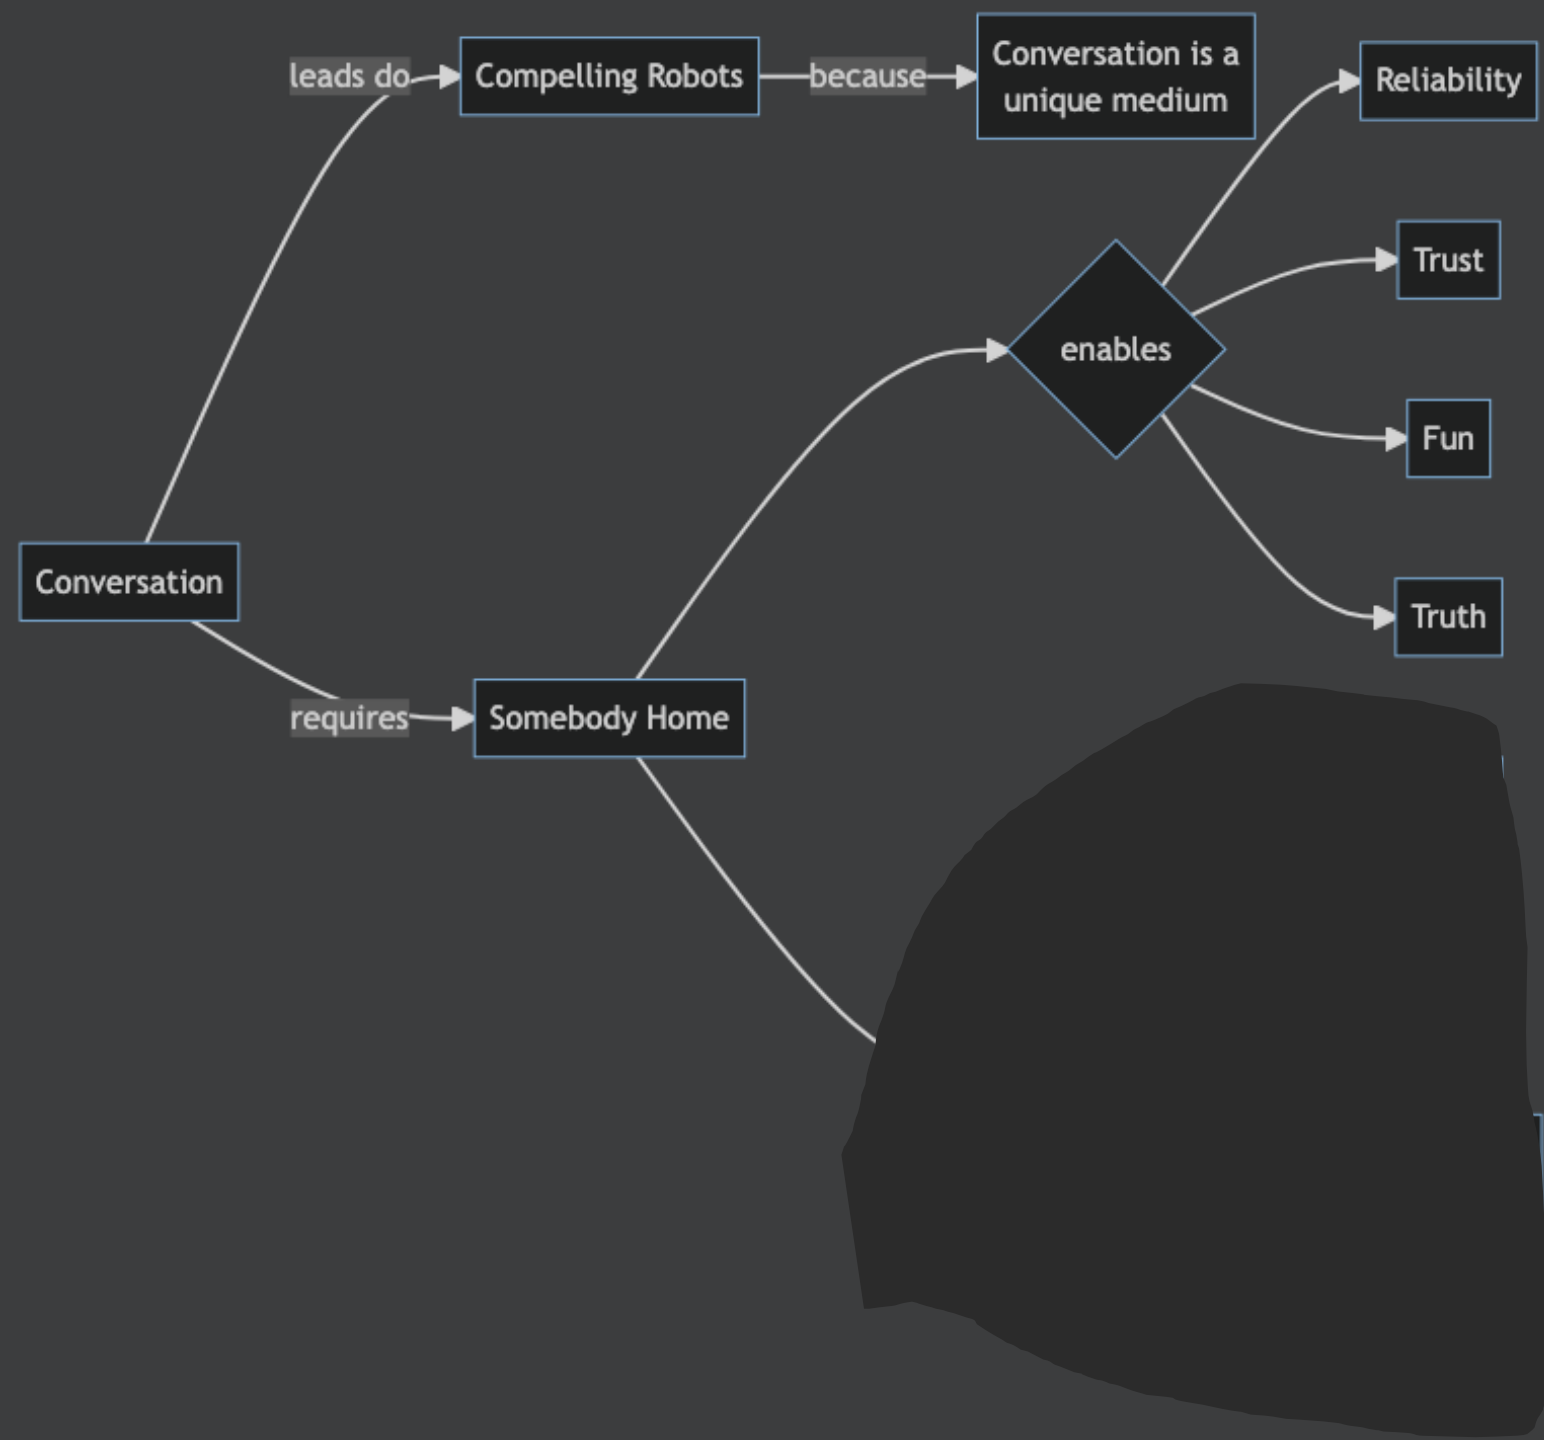 leads do
Compelling Robots
because
Conversation is a
unique medium
Reliability
Trust
enables
Fun
Conversation
Truth
requires
Somebody Home